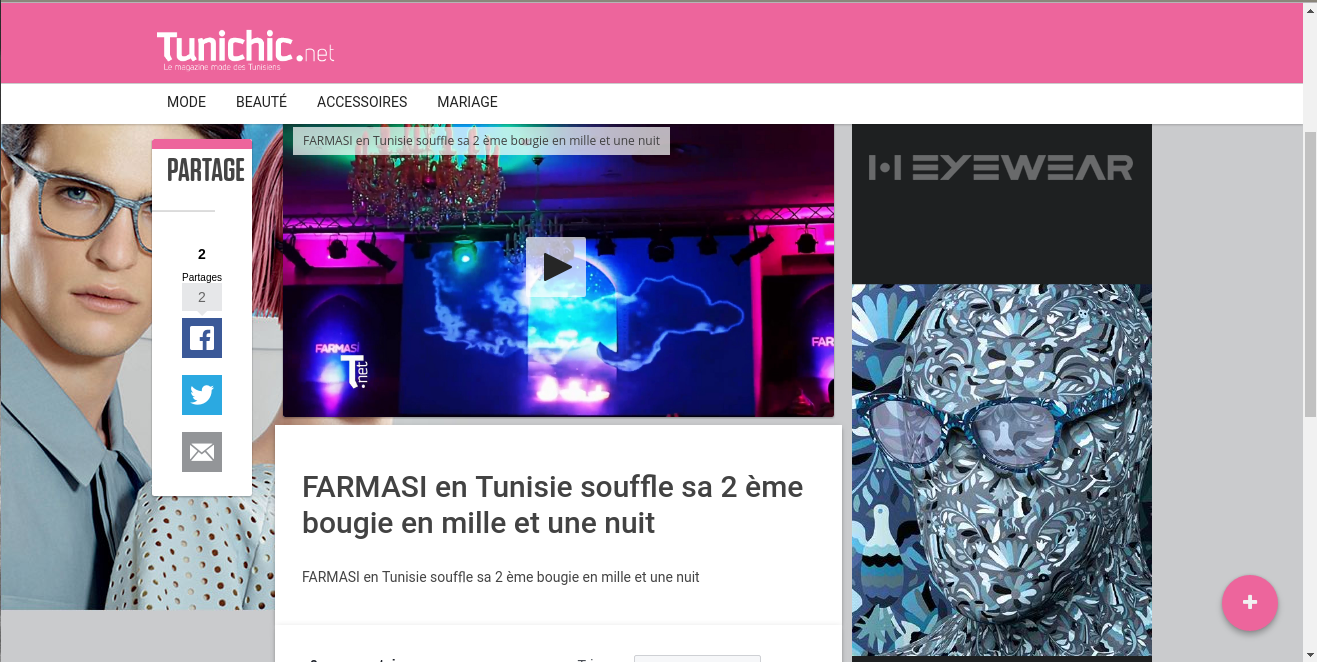 Tunichic.net
Le magazine mode des Tunisiens
MODE BEAUTÉ ACCESSOIRES MARIAGE
PARTAGE
2
Partages
2
FARMASI en Tunisie souffle sa 2 ème bougie en mille et une nuit
FARMASI
T.net
FAR
EYEWEAR
FARMASI en Tunisie souffle sa 2 ème
bougie en mille et une nuit
FARMASI en Tunisie souffle sa 2 ème bougie en mille et une nuit